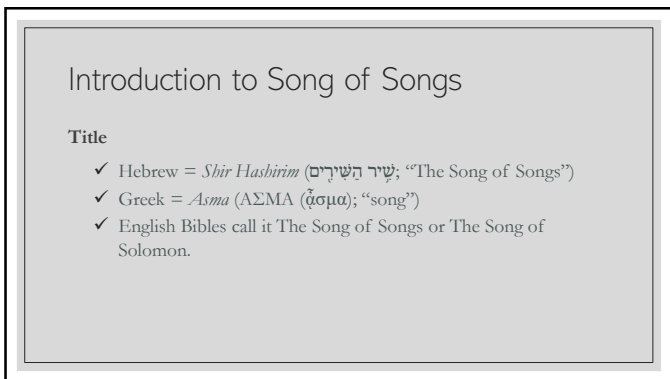 Introduction to Song of Songs
Title
✓ Hebrew = Shir Hashirim (שִׁ֥יר הַשִּׁירִ֖ים; “The Song of Songs”)
✓ Greek = Asma (ΑΣΜΑ (ᾆσμα); “song”)
✓ English Bibles call it The Song of Songs or The Song of
Solomon.